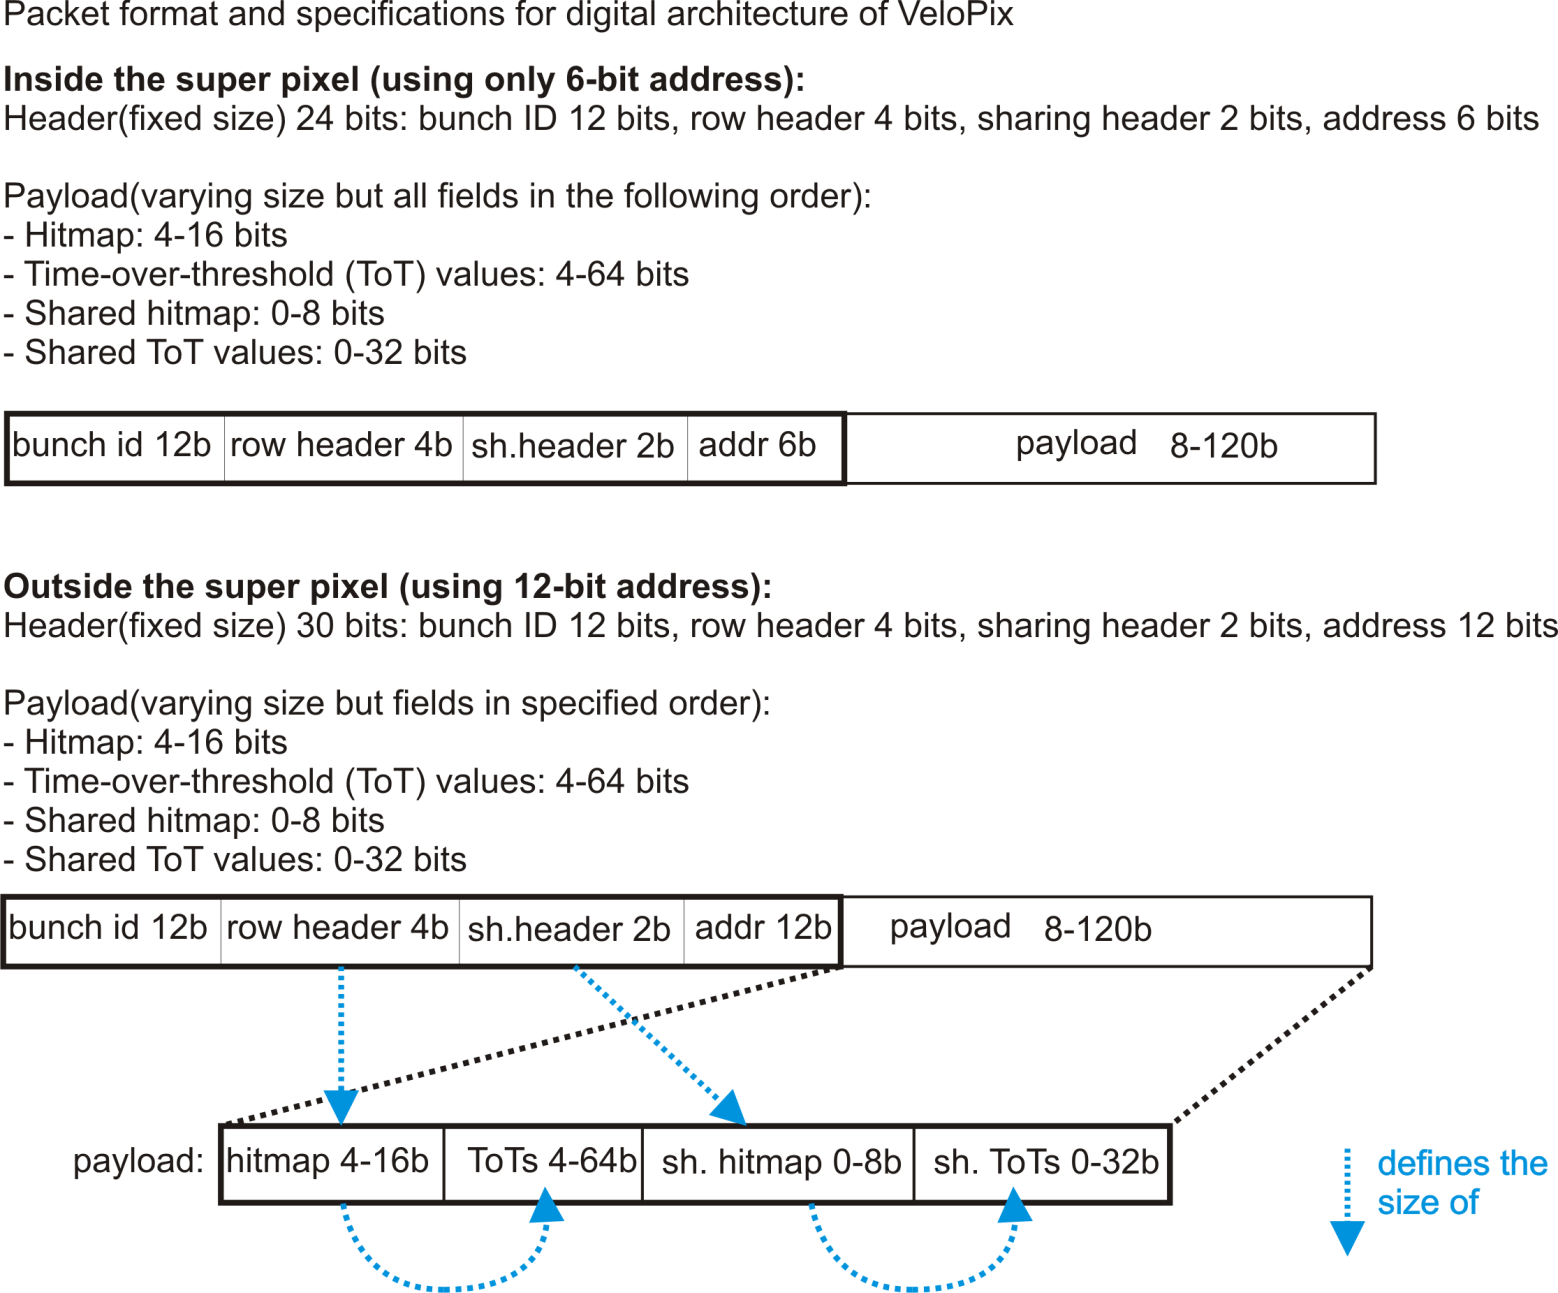 Packet format and specifications for digital architecture of VeloPix
Inside the super pixel (using only 6-bit address):
Header(fixed size) 24 bits: bunch ID 12 bits, row header 4 bits, sharing header 2 bits, address 6 bits
Payload(varying size but all fields in the following order):
- Hitmap: 4-16 bits
- Time-over-threshold (ToT) values: 4-64 bits
- Shared hitmap: 0-8 bits
- Shared ToT values: 0-32 bits
bunch id 12b row header 4b sh.header 2b addr 6b payload 8-120b
Outside the super pixel (using 12-bit address):
Header(fixed size) 30 bits: bunch ID 12 bits, row header 4 bits, sharing header 2 bits, address 12 bits
Payload(varying size but fields in specified order):
- Hitmap: 4-16 bits
- Time-over-threshold (ToT) values: 4-64 bits
- Shared hitmap: 0-8 bits
- Shared ToT values: 0-32 bits
bunch id 12b row header 4b sh.header 2b addr 12b payload 8-120b
payload: hitmap 4-16b ToTs 4-64b sh. hitmap 0-8b sh. ToTs 0-32b
defines the
size of